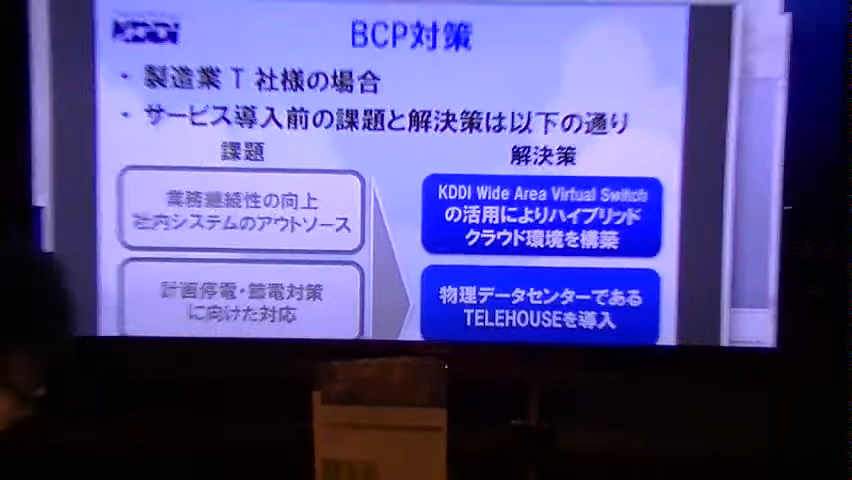 KDDI
BCP対策
・ 製造業 T 社様の場合
・ サービス導入前の課題と解決策は以下の通り
課題
業務継続性の向上
社内システムのアウトソース
計画停電・節電対策
に向けた対応
解決策
KDDI Wide Area Virtual Switch
の活用によりハイブリッド
クラウド環境を構築
物理データセンターである
TELEHOUSEを導入